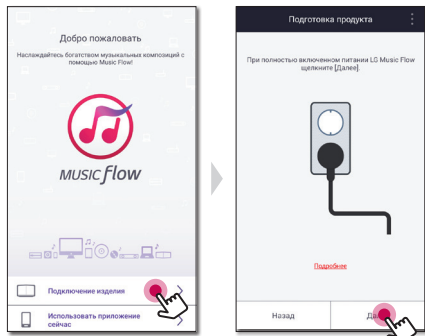 Добро пожаловать
Наслаждайтесь богатством музыкальных композиций с
помощью Music Flow!
MUSIC flow
Подключение изделия
Использовать приложение
сейчас
Подготовка продукта
При полностью включенном питании LG Music Flow
щелкните [Далее].
Подробнее
Назад